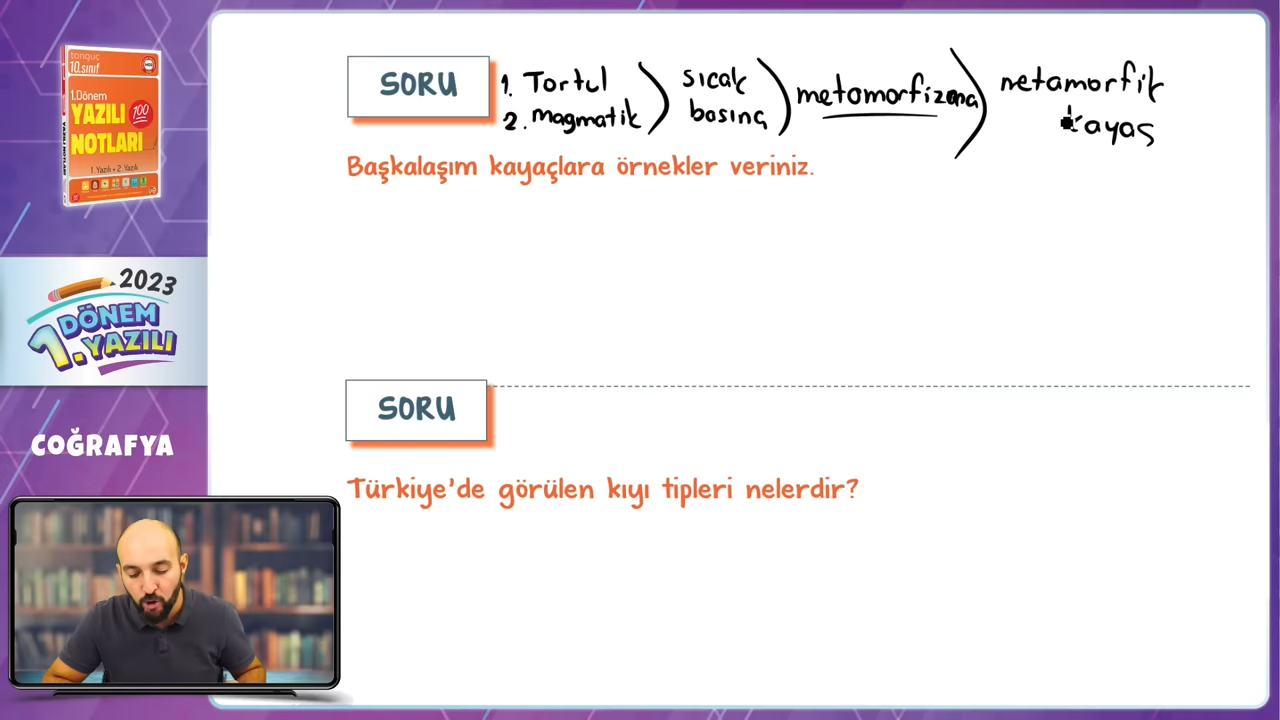 tonguç
10.sınıf
1.Dönem
YAZILI
100
NOTLARI
1. Yazılı + 2. Yazılı
YAZILI NOTLARI
2023
1. DÖNEM
YAZILI
COĞRAFYA
SORU
1. Tortul
2. magmatik
sıcak
basınç
metamorfizma
metamorfik
kayaç
Başkalaşım kayaçlara örnekler veriniz.
SORU
Türkiye'de görülen kıyı tipleri nelerdir?